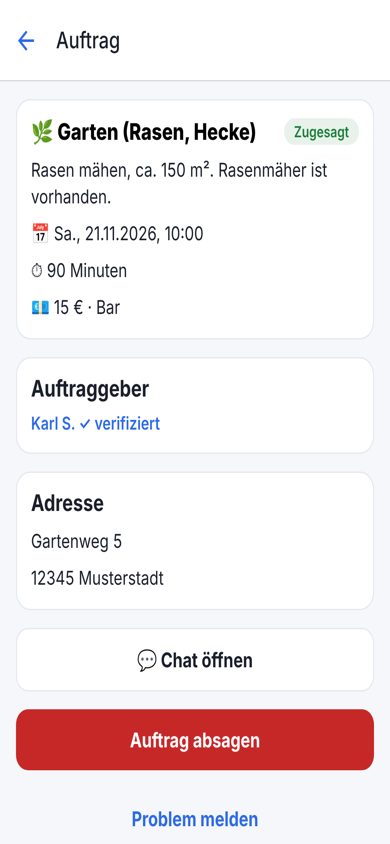 Auftrag
🌿 Garten (Rasen, Hecke) Zugesagt
Rasen mähen, ca. 150 m². Rasenmäher ist
vorhanden.
📅 Sa., 21.11.2026, 10:00
⏱ 90 Minuten
💶 15 € · Bar
Auftraggeber
Karl S. ✓ verifiziert
Adresse
Gartenweg 5
12345 Musterstadt
💬 Chat öffnen
Auftrag absagen
Problem melden